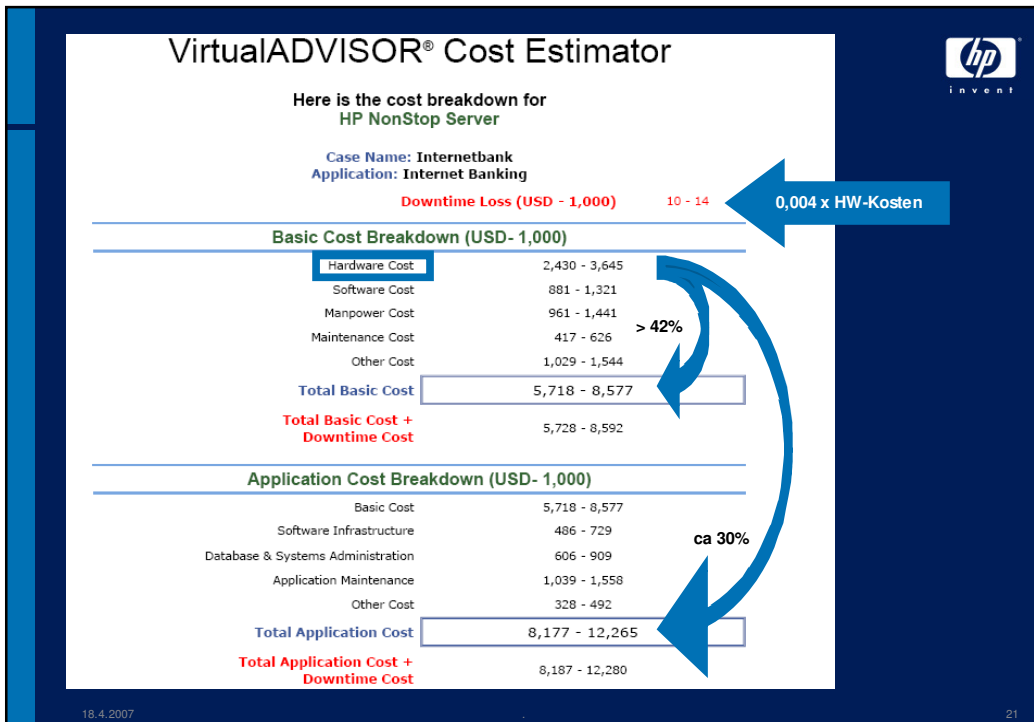 VirtualADVISOR® Cost Estimator
hp
invent
Here is the cost breakdown for
HP NonStop Server
Case Name: Internetbank
Application: Internet Banking
Downtime Loss (USD - 1,000) 10 - 14
0,004 x HW-Kosten
Basic Cost Breakdown (USD- 1,000)
Hardware Cost 2,430 - 3,645
Software Cost 881 - 1,321
Manpower Cost 961 - 1,441
> 42%
Maintenance Cost 417 - 626
Other Cost 1,029 - 1,544
Total Basic Cost 5,718 - 8,577
Total Basic Cost +
Downtime Cost 5,728 - 8,592
Application Cost Breakdown (USD- 1,000)
Basic Cost 5,718 - 8,577
Software Infrastructure 486 - 729
ca 30%
Database & Systems Administration 606 - 909
Application Maintenance 1,039 - 1,558
Other Cost 328 - 492
Total Application Cost 8,177 - 12,265
Total Application Cost +
Downtime Cost 8,187 - 12,280
18.4.2007 . 21